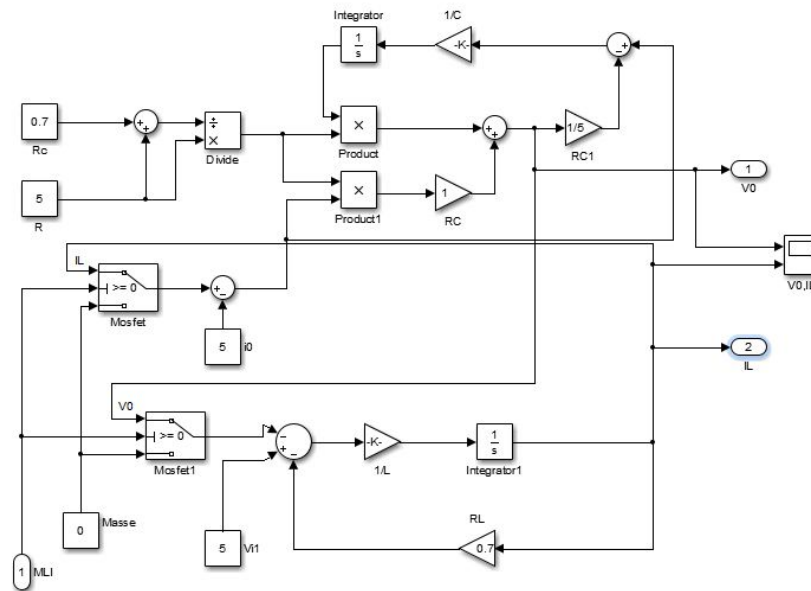 Integrator
1/C
1
s
-K-
0.7
Rc
÷
×
Divide
×
Product
1/5
RC1
1
V0
5
R
×
Product1
1
RC
IL
>= 0
Mosfet
5
i0
V0,IL
2
IL
V0
>= 0
Mosfet1
-K-
1/L
1
s
Integrator1
0
Masse
5
Vi1
RL
0.7
1
MLI